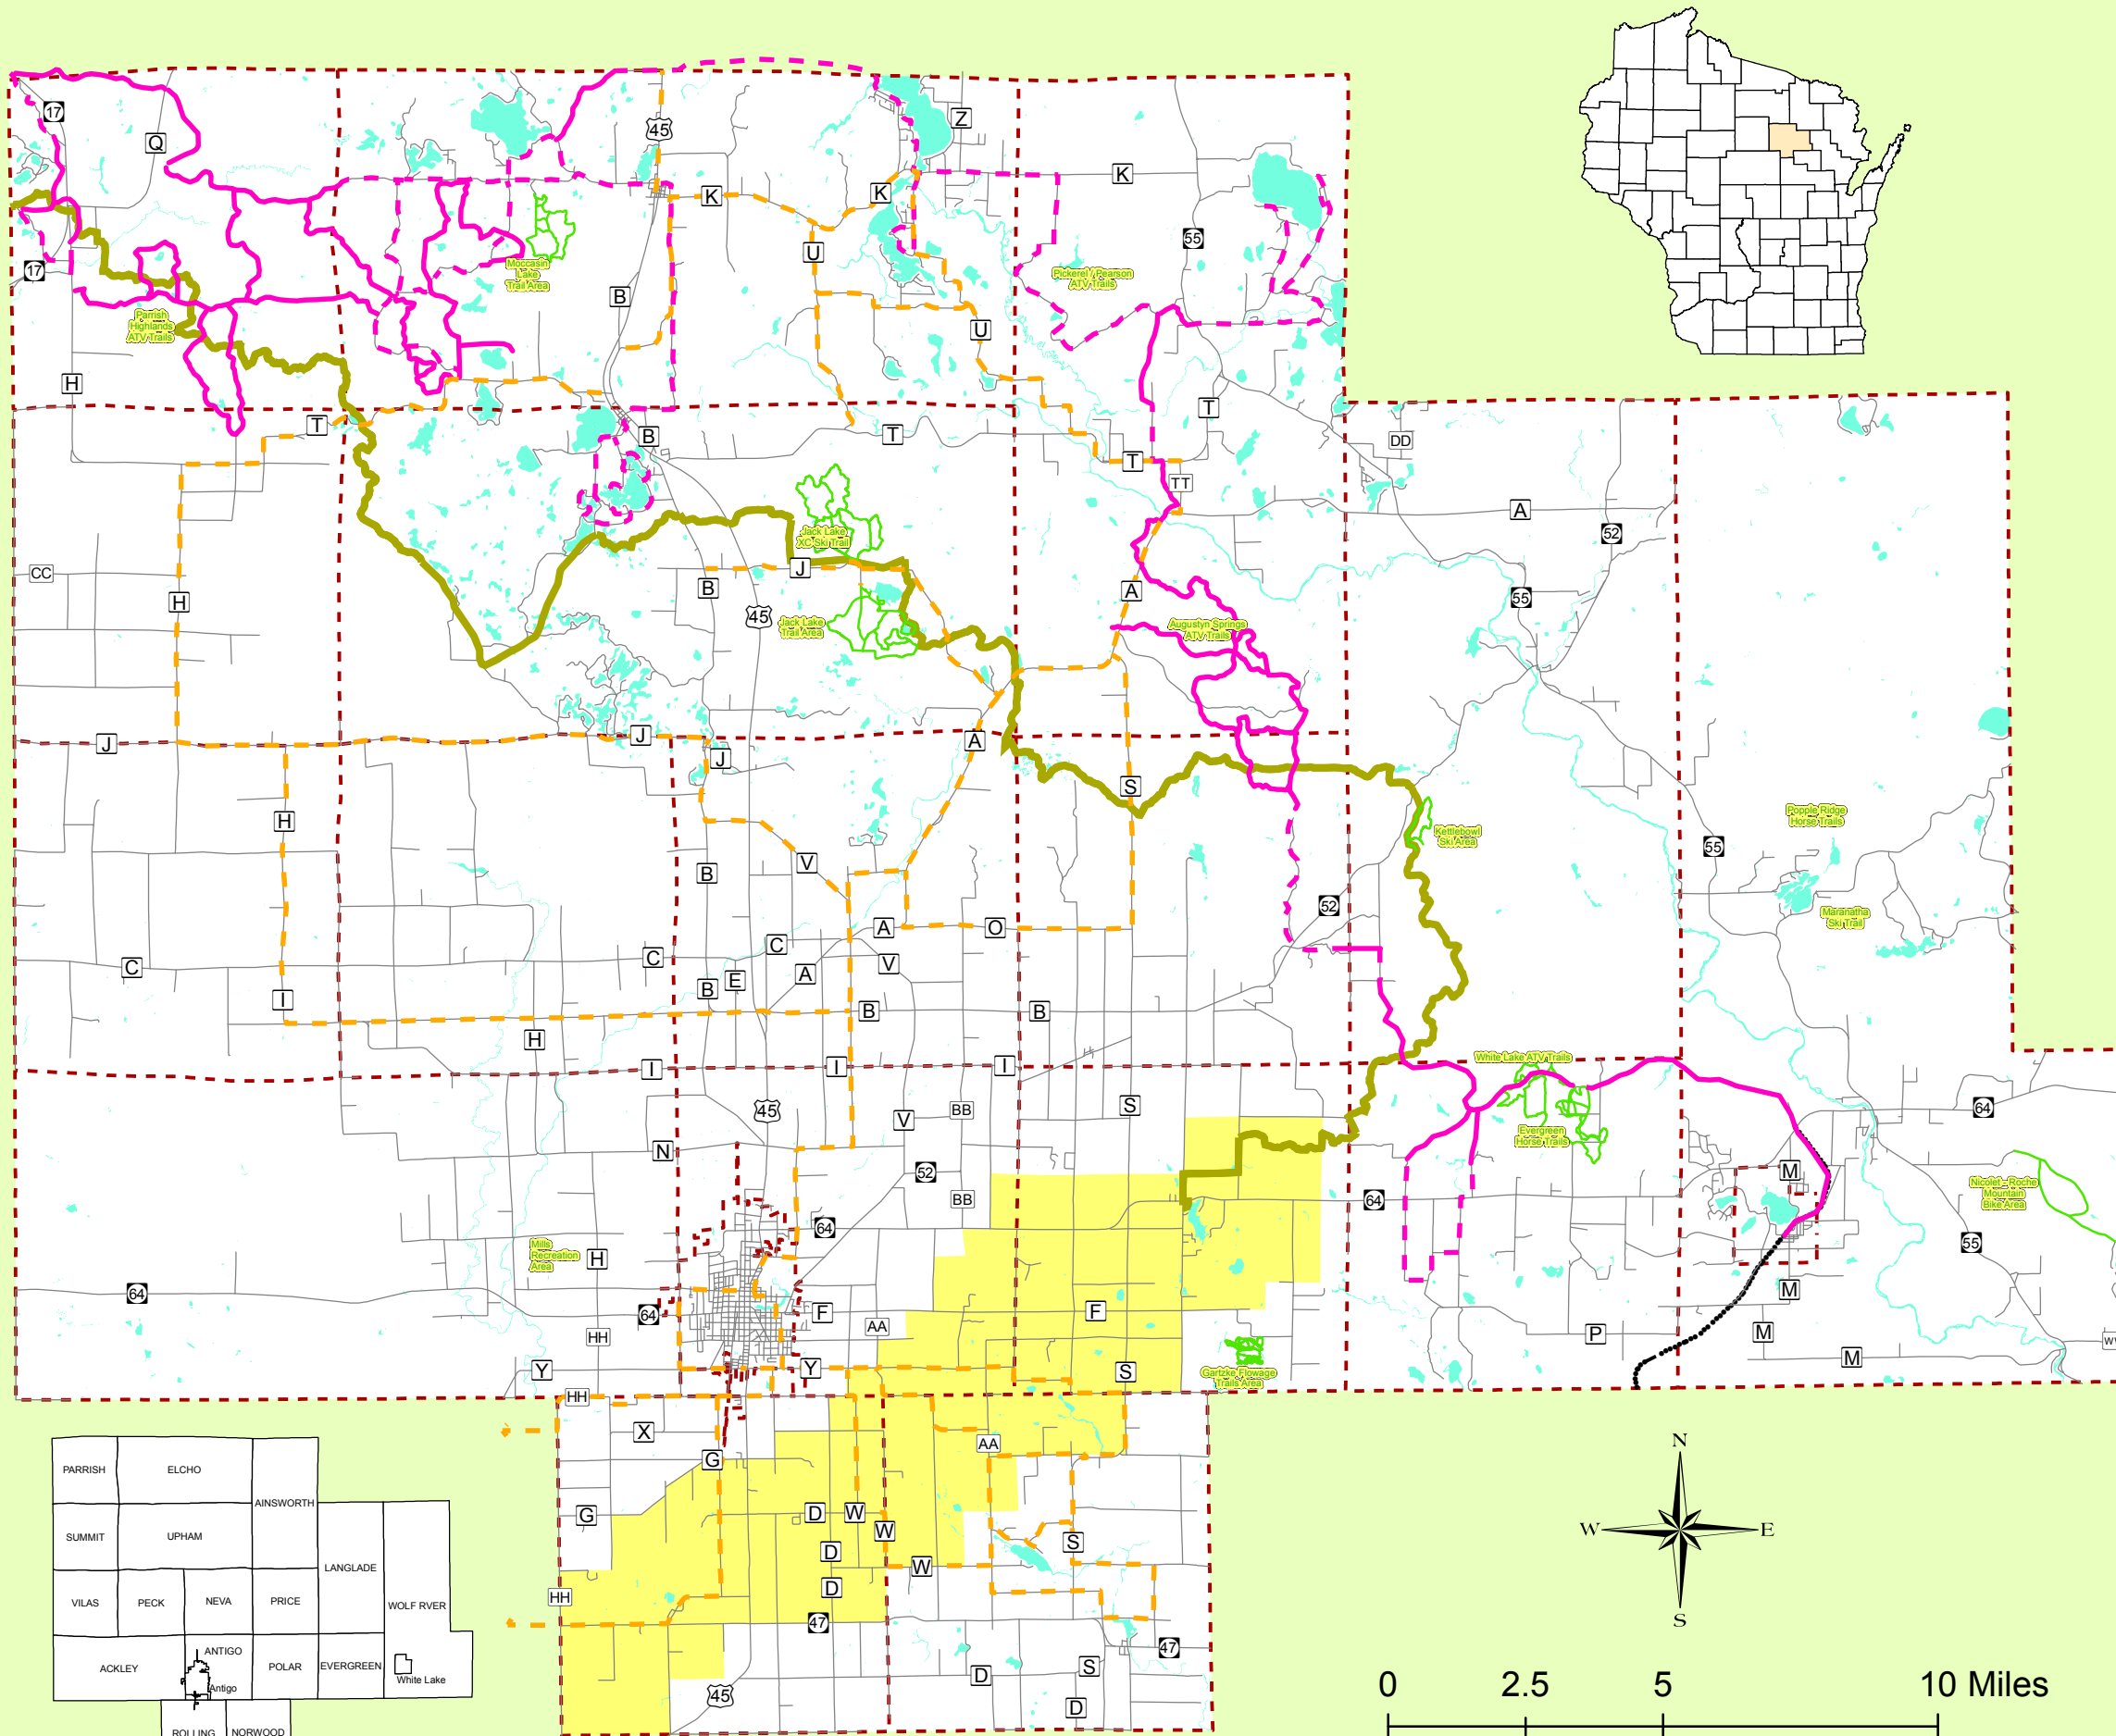 45
Z
17
Q
K
K
K
U
55
17
B
U
H
Moccasin
Lake
Trail Area
Pickerel / Pearson
ATV Trails
Parrish
Highlands
ATV Trails
T
B
T
T
T
TT
DD
A
52
55
Jack Lake
XC Ski Trail
J
CC
H
B
45
A
Jack Lake
Trail Area
Augustyn Springs
ATV Trails
J
J
J
A
S
H
B
V
Kettlebowl
Ski Area
Popple Ridge
Horse Trails
55
Maranatha
Ski Trail
52
A
O
C
C
C
A
V
B
E
I
B
B
H
I
I
I
White Lake ATV Trails
45
V
BB
S
64
N
52
BB
Evergreen
Horse Trails
M
64
64
Nicolet - Roche
Mountain
Bike Area
55
Mills
Recreation
Area
H
64
64
F
AA
F
HH
P
M
M
M
Y
Y
S
Gartzke Flowage
Trails Area
HH
X
G
AA
G
D
W
W
S
D
W
D
HH
47
47
D
S
45
D
PARRISH
ELCHO
AINSWORTH
SUMMIT
UPHAM
LANGLADE
VILAS
PECK
NEVA
PRICE
WOLF RVER
ACKLEY
ANTIGO
Antigo
POLAR
EVERGREEN
White Lake
ROLLING
NORWOOD
N
W
E
S
0
2.5
5
10 Miles